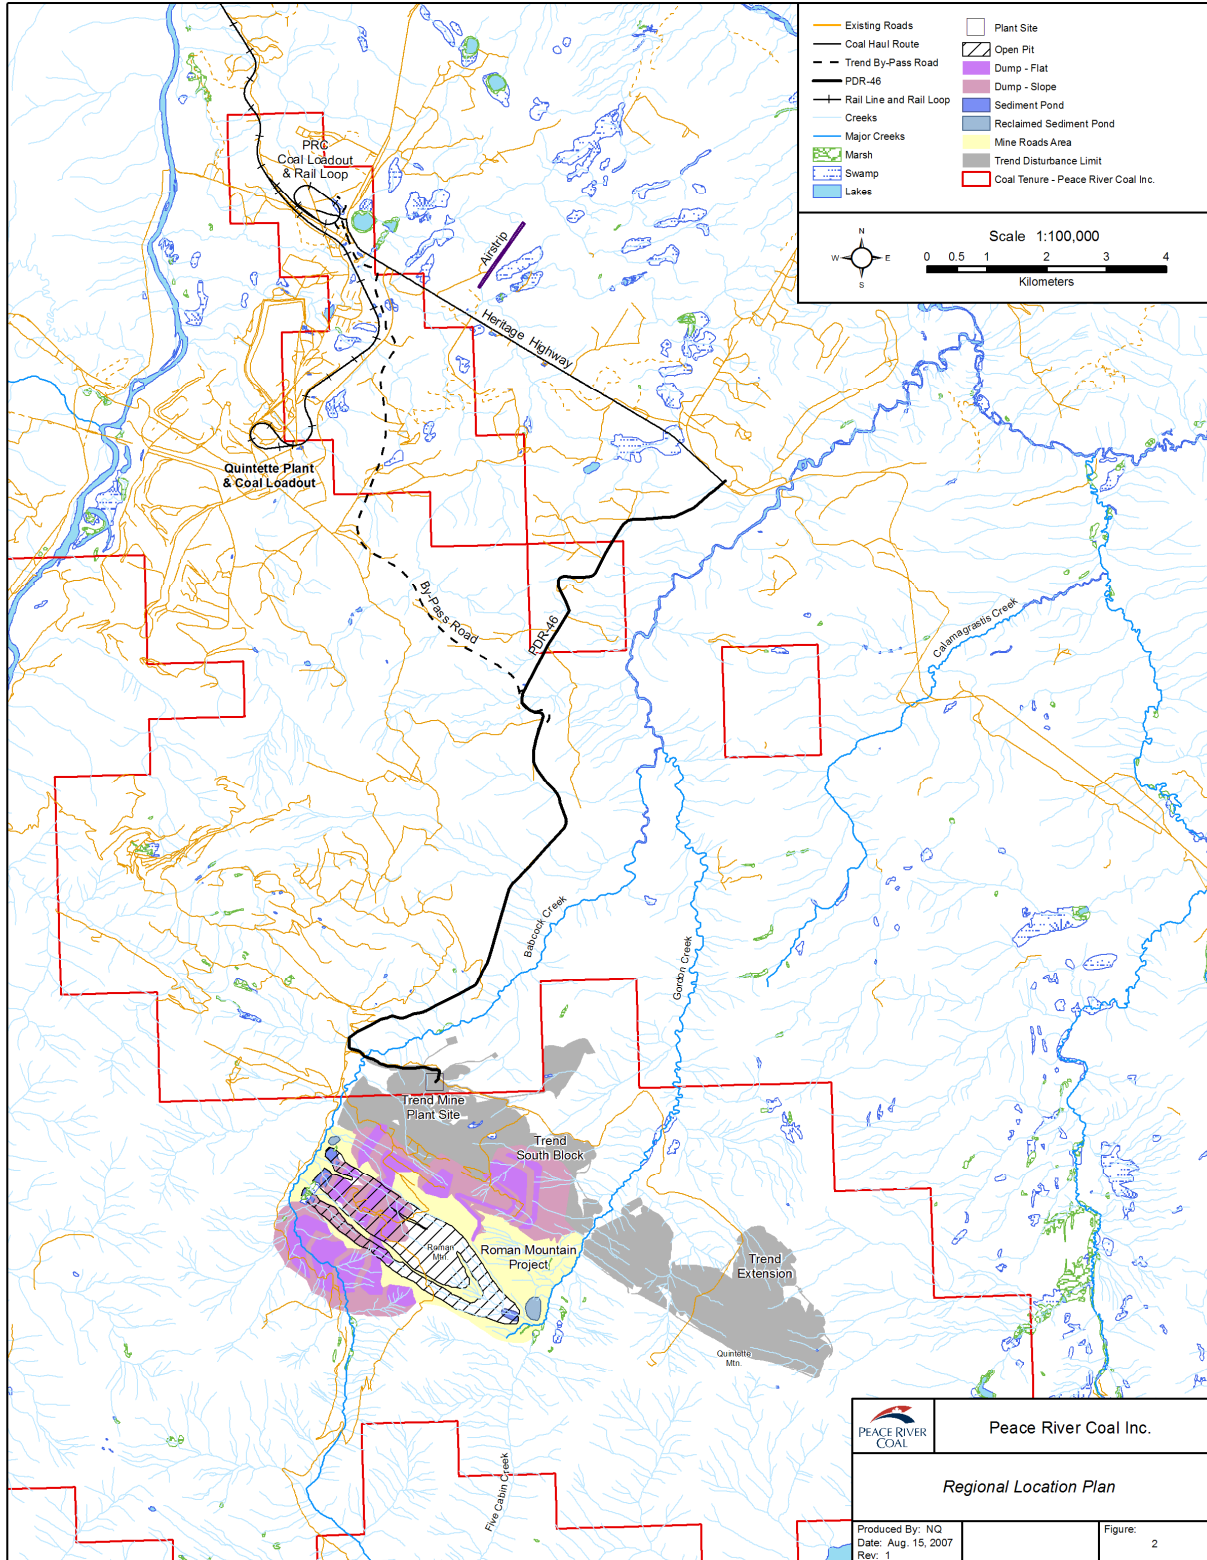 Existing Roads
Coal Haul Route
Trend By-Pass Road
PDR-46
Rail Line and Rail Loop
Creeks
Major Creeks
Marsh
Swamp
Lakes
Plant Site
Open Pit
Dump - Flat
Dump - Slope
Sediment Pond
Reclaimed Sediment Pond
Mine Roads Area
Trend Disturbance Limit
Coal Tenure - Peace River Coal Inc.
N
W
E
S
Scale 1:100,000
0 0.5 1 2 3 4
Kilometers
PRC
Coal Loadout
& Rail Loop
Airstrip
Heritage Highway
Quintette Plant
& Coal Loadout
By-Pass Road
PDR-46
Calamagrastis Creek
Babcock Creek
Gordon Creek
Trend Mine
Plant Site
Trend
South Block
Roman
Mtn.
Roman Mountain
Project
Trend
Extension
Quintette
Mtn.
Five Cabin Creek
PEACE RIVER
COAL
Peace River Coal Inc.
Regional Location Plan
Produced By: NQ
Date: Aug. 15, 2007
Rev: 1
Figure:
2